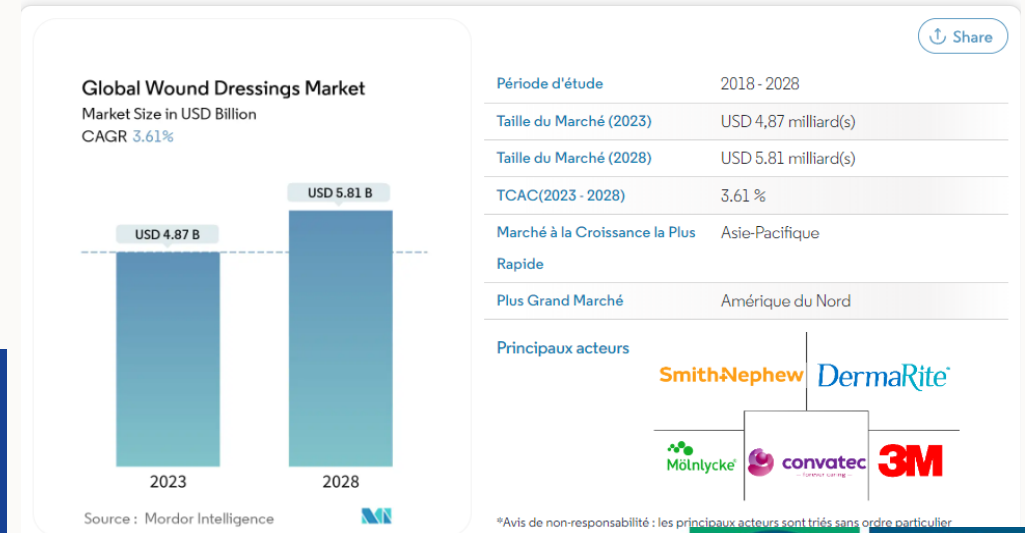 Share
Global Wound Dressings Market
Market Size in USD Billion
CAGR 3.61%
USD 5.81 B
USD 4.87 B
2023
2028
Source : Mordor Intelligence
Période d'étude
2018 - 2028
Taille du Marché (2023)
USD 4,87 milliard(s)
Taille du Marché (2028)
USD 5.81 milliard(s)
TCAC(2023 - 2028)
3.61 %
Marché à la Croissance la Plus
Rapide
Asie-Pacifique
Plus Grand Marché
Amérique du Nord
Principaux acteurs
Smith+Nephew
DermaRite
Mölnlycke®
convatec
– forever caring –
3M
*Avis de non-responsabilité : les principaux acteurs sont triés sans ordre particulier